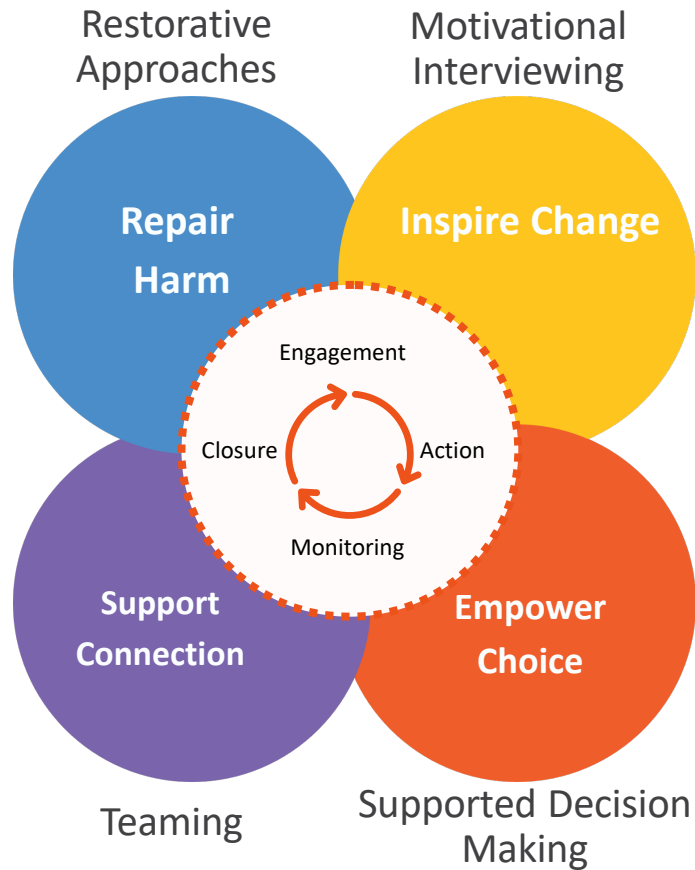 Restorative
Approaches
Motivational
Interviewing
Repair
Harm
Inspire Change
Engagement
Closure
Action
Monitoring
Support
Connection
Empower
Choice
Teaming
Supported Decision
Making